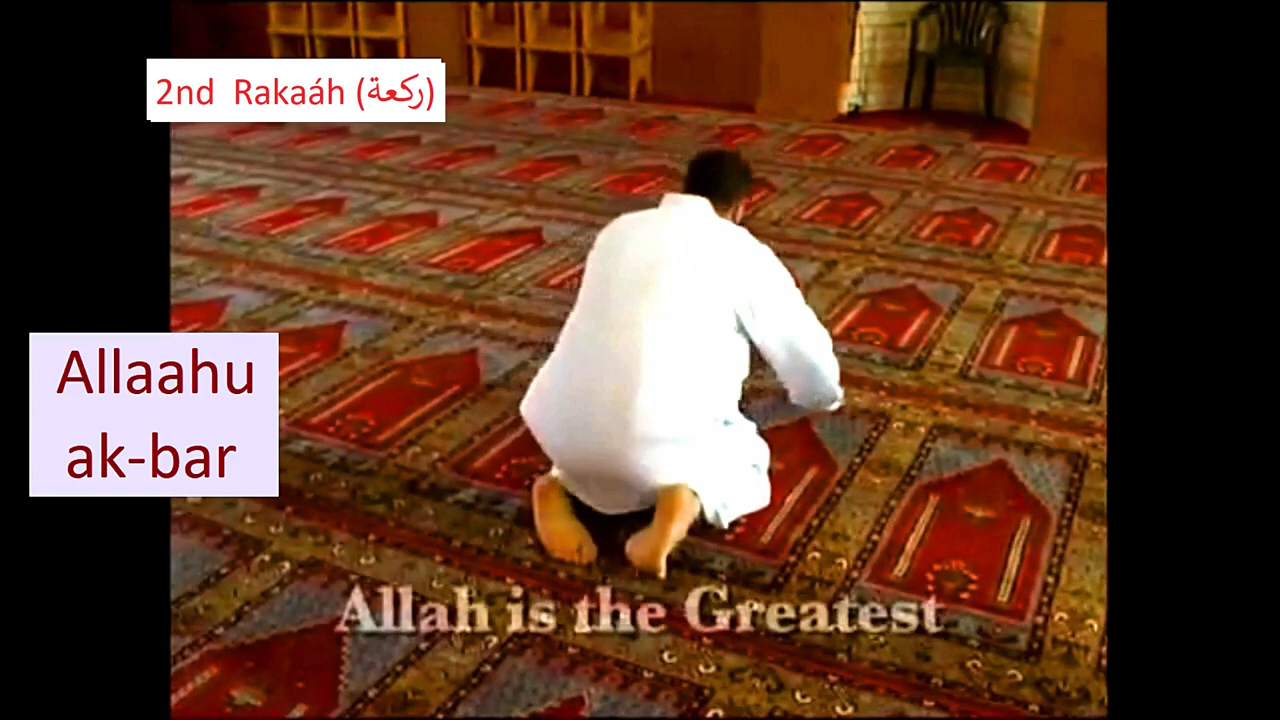 2nd Rakaáh (ركعة)
Allaahu
ak-bar
Allah is the Greatest